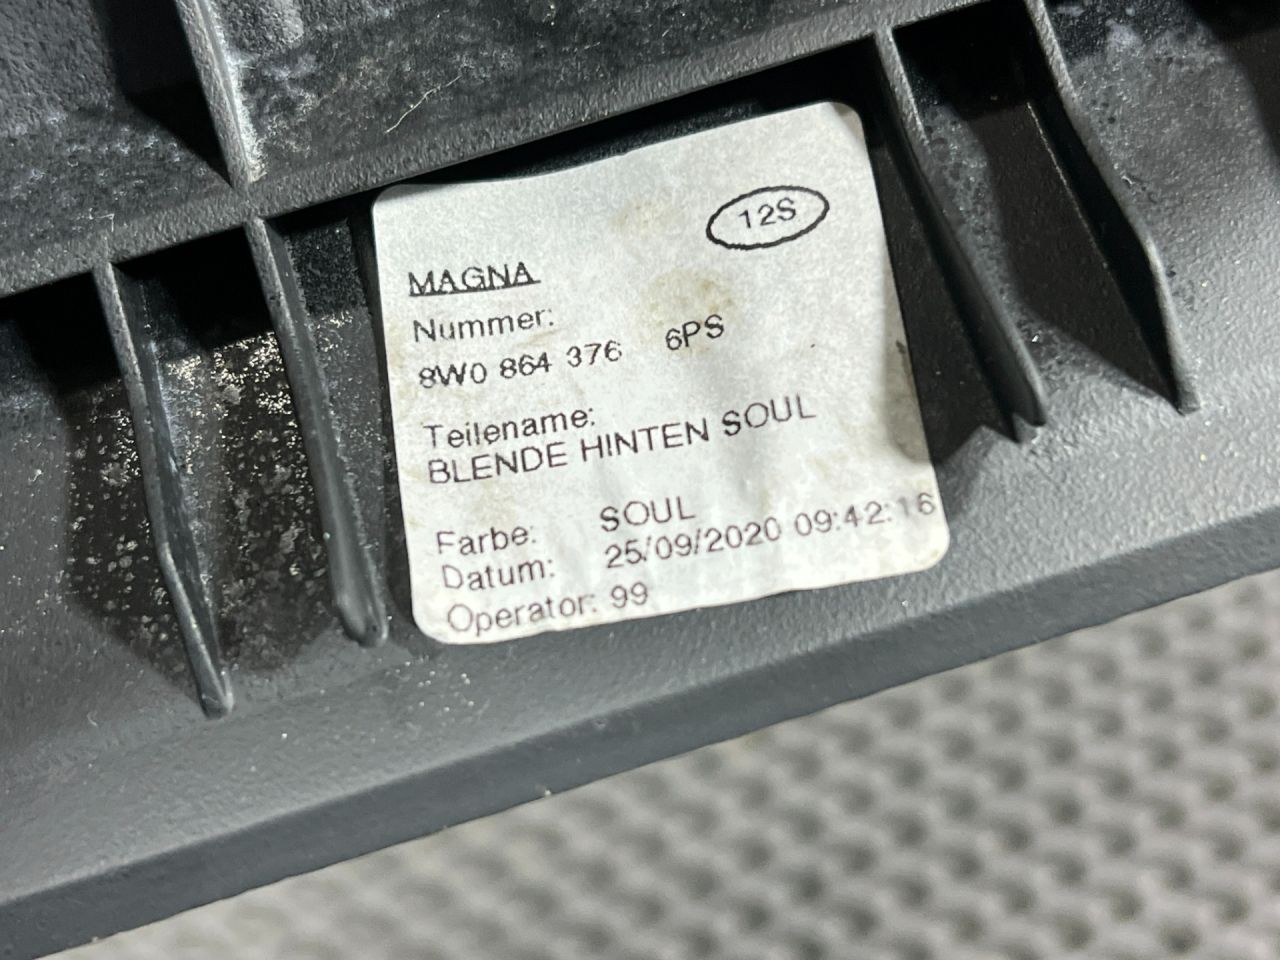 12S
MAGNA
Nummer:
8W0 864 376 6PS
Teilename:
BLENDE HINTEN SOUL
Farbe: SOUL
Datum: 25/09/2020 09:42:16
Operator: 99